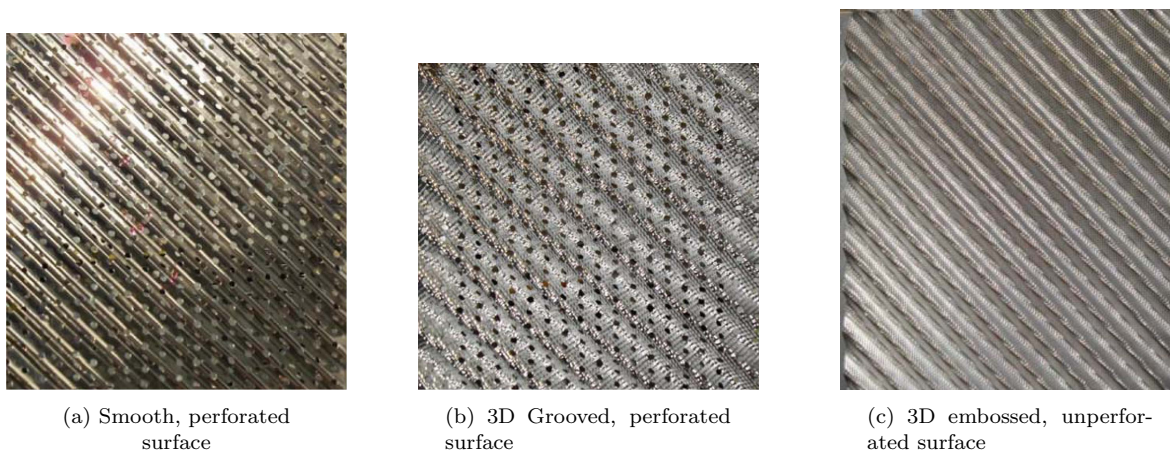 (a) Smooth, perforated
surface
(b) 3D Grooved, perforated
surface
(c) 3D embossed, unperfor-
ated surface